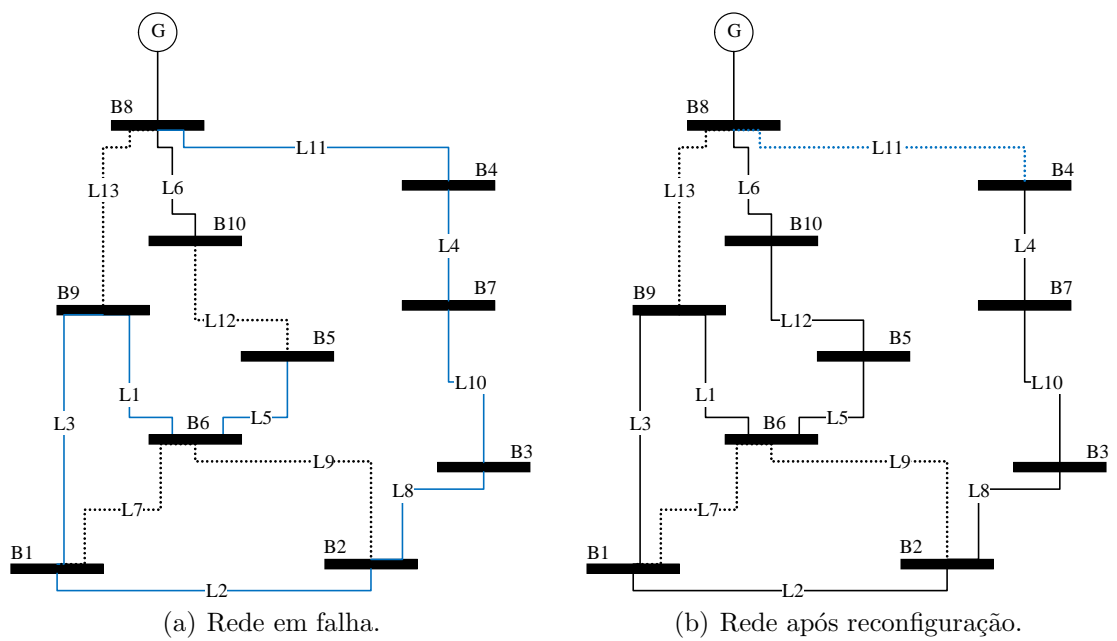 G
B8
L11
L13
L6
B4
B10
L4
B9
B7
L12
B5
L1
L10
L3
B6
L5
L9
B3
L8
L7
B1
B2
L2
(a) Rede em falha.
G
B8
L11
L13
L6
B4
B10
L4
B9
B7
L12
B5
L1
L10
L3
B6
L5
L9
B3
L8
L7
B1
B2
L2
(b) Rede após reconfiguração.